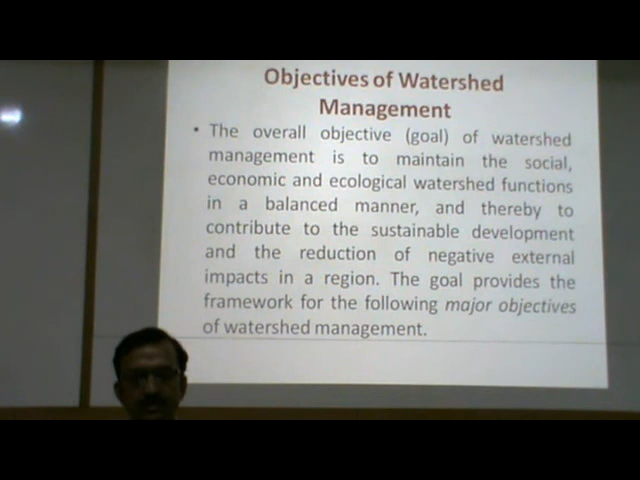 Objectives of Watershed
Management
• The overall objective (goal) of watershed
management is to maintain the social,
economic and ecological watershed functions
in a balanced manner, and thereby to
contribute to the sustainable development
and the reduction of negative external
impacts in a region. The goal provides the
framework for the following major objectives
of watershed management.